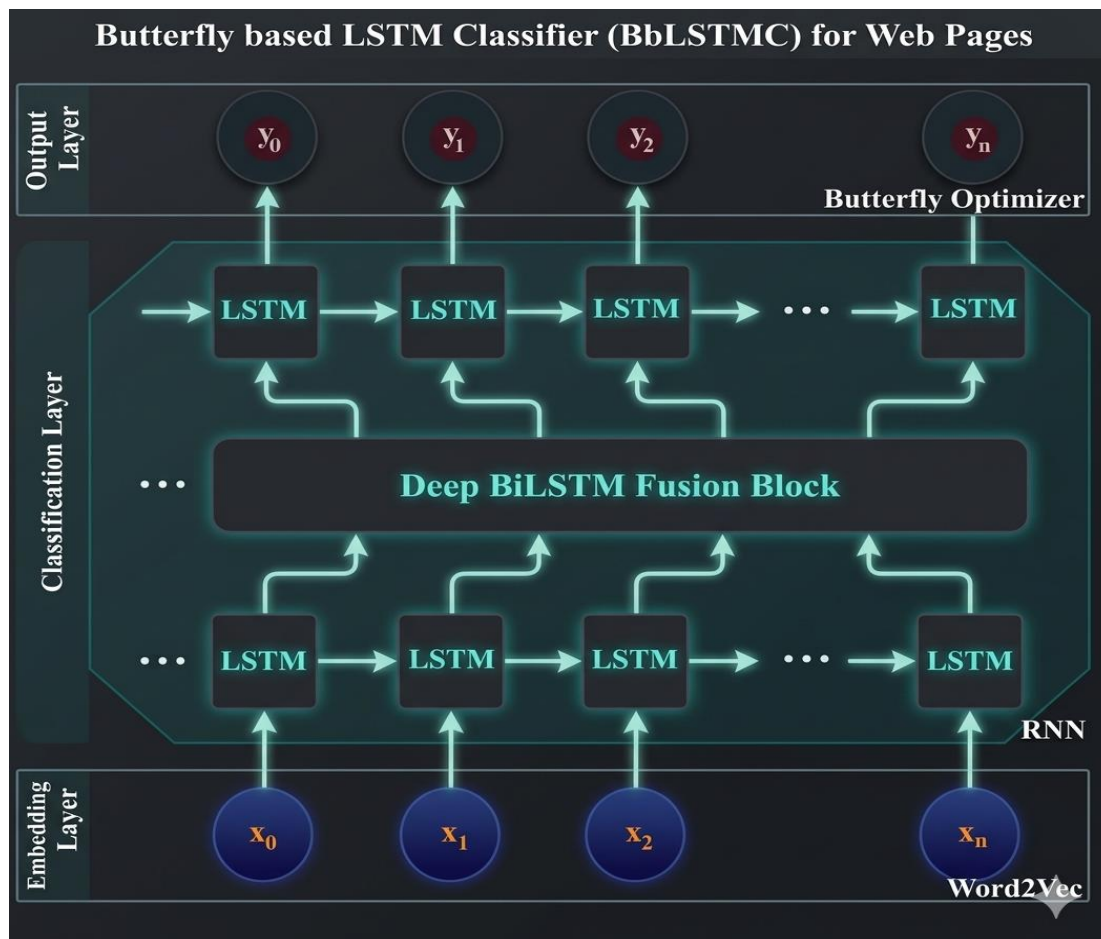 Butterfly based LSTM Classifier (BbLSTMC) for Web Pages
Output
Layer
y0
y1
y2
yn
Butterfly Optimizer
Classification Layer
LSTM
LSTM
LSTM
...
LSTM
...
Deep BiLSTM Fusion Block
...
LSTM
LSTM
LSTM
...
LSTM
RNN
Embedding
Layer
x0
x1
x2
xn
Word2Vec